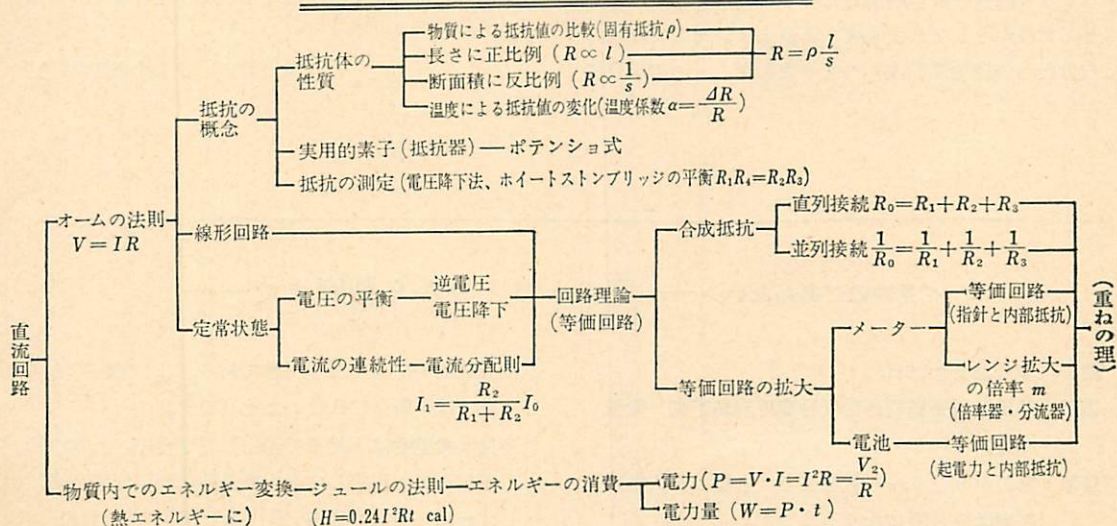 物質による抵抗値の比較(固有抵抗ρ)
長さに正比例 (R∝l)
断面積に反比例 (R∝1/s)
温度による抵抗値の変化(温度係数α=ΔR/R)
R=ρ l/s
抵抗体の
性質
抵抗の
概念
実用的素子(抵抗器)―ポテンショ式
抵抗の測定(電圧降下法、ホイートストンブリッジの平衡R₁R₄=R₂R₃)
オームの法則
V=IR
線形回路
定常状態
電圧の平衡
逆電圧
電圧降下
電流の連続性―電流分配則
I₁=R₂/(R₁+R₂) I₀
回路理論
(等価回路)
合成抵抗
直列接続 R₀=R₁+R₂+R₃
並列接続 1/R₀=1/R₁+1/R₂+1/R₃
等価回路の拡大
メーター
等価回路
(指針と内部抵抗)
レンジ拡大
の倍率 m
(倍率器・分流器)
電池
等価回路
(起電力と内部抵抗)
(重ねの理)
直流回路
物質内でのエネルギー変換―ジュールの法則―エネルギーの消費
(熱エネルギーに)
(H=0.24I²Rt cal)
電力(P=V·I=I²R=V₂/R)
電力量 (W=P·t)